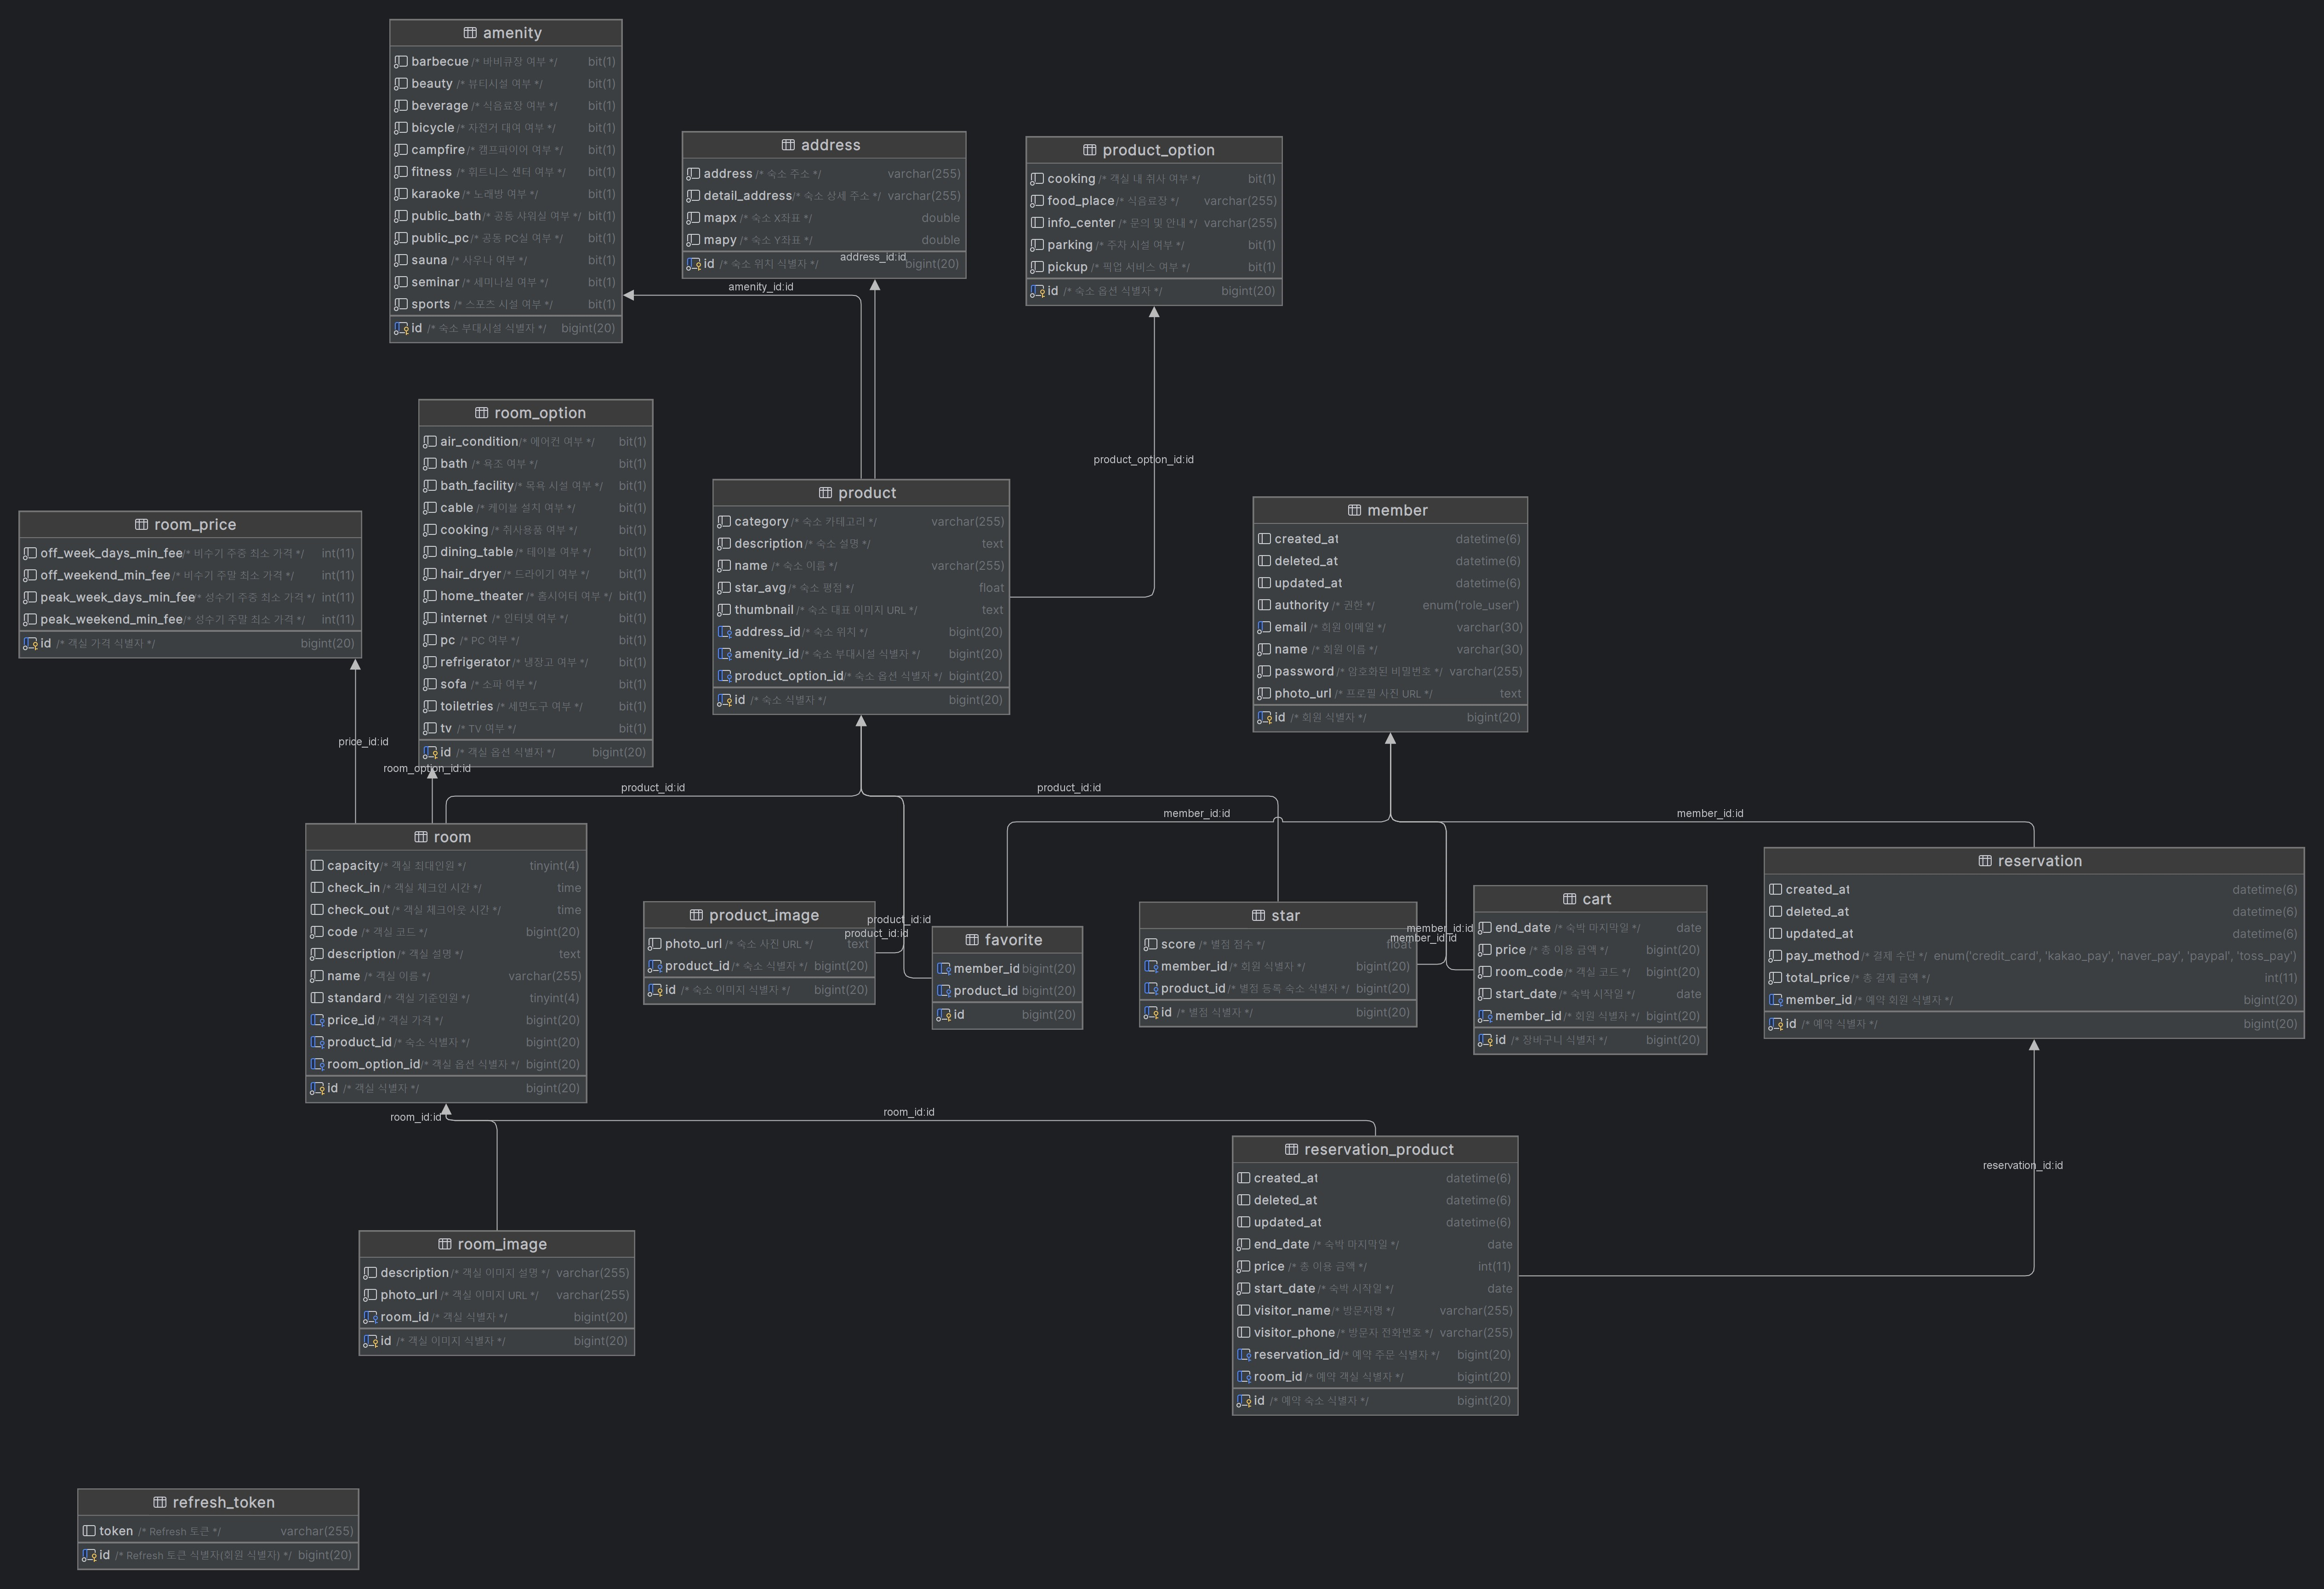 amenity
barbecue /* 바비큐장 여부 */ bit(1)
beauty /* 뷰티시설 여부 */ bit(1)
beverage /* 식음료장 여부 */ bit(1)
bicycle /* 자전거 대여 여부 */ bit(1)
campfire /* 캠프파이어 여부 */ bit(1)
fitness /* 휘트니스 센터 여부 */ bit(1)
karaoke /* 노래방 여부 */ bit(1)
public_bath /* 공동 샤워실 여부 */ bit(1)
public_pc /* 공동 PC실 여부 */ bit(1)
sauna /* 사우나 여부 */ bit(1)
seminar /* 세미나실 여부 */ bit(1)
sports /* 스포츠 시설 여부 */ bit(1)
id /* 숙소 부대시설 식별자 */ bigint(20)
address
address /* 숙소 주소 */ varchar(255)
detail_address /* 숙소 상세 주소 */ varchar(255)
mapx /* 숙소 X좌표 */ double
mapy /* 숙소 Y좌표 */ double
id /* 숙소 위치 식별자 */ bigint(20)
address_id:id
amenity_id:id
product_option
cooking /* 객실 내 취사 여부 */ bit(1)
food_place /* 식음료장 */ varchar(255)
info_center /* 문의 및 안내 */ varchar(255)
parking /* 주차 시설 여부 */ bit(1)
pickup /* 픽업 서비스 여부 */ bit(1)
id /* 숙소 옵션 식별자 */ bigint(20)
product_option_id:id
room_option
air_condition /* 에어컨 여부 */ bit(1)
bath /* 욕조 여부 */ bit(1)
bath_facility /* 목욕 시설 여부 */ bit(1)
cable /* 케이블 설치 여부 */ bit(1)
cooking /* 취사용품 여부 */ bit(1)
dining_table /* 테이블 여부 */ bit(1)
hair_dryer /* 드라이기 여부 */ bit(1)
home_theater /* 홈시어터 여부 */ bit(1)
internet /* 인터넷 여부 */ bit(1)
pc /* PC 여부 */ bit(1)
refrigerator /* 냉장고 여부 */ bit(1)
sofa /* 소파 여부 */ bit(1)
toiletries /* 세면도구 여부 */ bit(1)
tv /* TV 여부 */ bit(1)
id /* 객실 옵션 식별자 */ bigint(20)
room_price
off_week_days_min_fee /* 비수기 주중 최소 가격 */ int(11)
off_weekend_min_fee /* 비수기 주말 최소 가격 */ int(11)
peak_week_days_min_fee /* 성수기 주중 최소 가격 */ int(11)
peak_weekend_min_fee /* 성수기 주말 최소 가격 */ int(11)
id /* 객실 가격 식별자 */ bigint(20)
product
category /* 숙소 카테고리 */ varchar(255)
description /* 숙소 설명 */ text
name /* 숙소 이름 */ varchar(255)
star_avg /* 숙소 평점 */ float
thumbnail /* 숙소 대표 이미지 URL */ text
address_id /* 숙소 위치 */ bigint(20)
amenity_id /* 숙소 부대시설 식별자 */ bigint(20)
product_option_id /* 숙소 옵션 식별자 */ bigint(20)
id /* 숙소 식별자 */ bigint(20)
member
created_at datetime(6)
deleted_at datetime(6)
updated_at datetime(6)
authority /* 권한 */ enum('role_user')
email /* 회원 이메일 */ varchar(30)
name /* 회원 이름 */ varchar(30)
password /* 암호화된 비밀번호 */ varchar(255)
photo_url /* 프로필 사진 URL */ text
id /* 회원 식별자 */ bigint(20)
price_id:id
room_option_id:id
product_id:id
product_id:id
member_id:id
member_id:id
room
capacity /* 객실 최대인원 */ tinyint(4)
check_in /* 객실 체크인 시간 */ time
check_out /* 객실 체크아웃 시간 */ time
code /* 객실 코드 */ bigint(20)
description /* 객실 설명 */ text
name /* 객실 이름 */ varchar(255)
standard /* 객실 기준인원 */ tinyint(4)
price_id /* 객실 가격 */ bigint(20)
product_id /* 숙소 식별자 */ bigint(20)
room_option_id /* 객실 옵션 식별자 */ bigint(20)
id /* 객실 식별자 */ bigint(20)
product_image
photo_url /* 숙소 사진 URL */ text
product_id /* 숙소 식별자 */ bigint(20)
id /* 숙소 이미지 식별자 */ bigint(20)
product_id:id
product_id:id
favorite
member_id bigint(20)
product_id bigint(20)
id bigint(20)
star
score /* 별점 점수 */ float
member_id /* 회원 식별자 */ bigint(20)
product_id /* 별점 등록 숙소 식별자 */ bigint(20)
id /* 별점 식별자 */ bigint(20)
member_id:id
member_id:id
cart
end_date /* 숙박 마지막일 */ date
price /* 총 이용 금액 */ bigint(20)
room_code /* 객실 코드 */ bigint(20)
start_date /* 숙박 시작일 */ date
member_id /* 회원 식별자 */ bigint(20)
id /* 장바구니 식별자 */ bigint(20)
reservation
created_at datetime(6)
deleted_at datetime(6)
updated_at datetime(6)
pay_method /* 결제 수단 */ enum('credit_card', 'kakao_pay', 'naver_pay', 'paypal', 'toss_pay')
total_price /* 총 결제 금액 */ int(11)
member_id /* 예약 회원 식별자 */ bigint(20)
id /* 예약 식별자 */ bigint(20)
room_id:id
room_id:id
reservation_id:id
reservation_product
created_at datetime(6)
deleted_at datetime(6)
updated_at datetime(6)
end_date /* 숙박 마지막일 */ date
price /* 총 이용 금액 */ int(11)
start_date /* 숙박 시작일 */ date
visitor_name /* 방문자명 */ varchar(255)
visitor_phone /* 방문자 전화번호 */ varchar(255)
reservation_id /* 예약 주문 식별자 */ bigint(20)
room_id /* 예약 객실 식별자 */ bigint(20)
id /* 예약 숙소 식별자 */ bigint(20)
room_image
description /* 객실 이미지 설명 */ varchar(255)
photo_url /* 객실 이미지 URL */ varchar(255)
room_id /* 객실 식별자 */ bigint(20)
id /* 객실 이미지 식별자 */ bigint(20)
refresh_token
token /* Refresh 토큰 */ varchar(255)
id /* Refresh 토큰 식별자(회원 식별자) */ bigint(20)